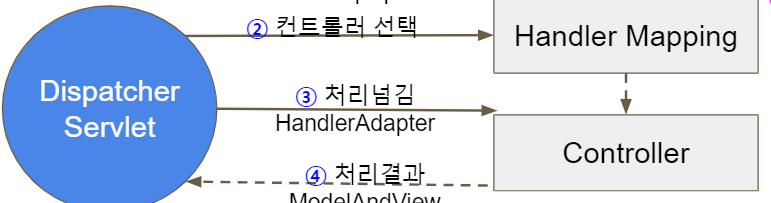 ② 컨트롤러 선택
Handler Mapping
Dispatcher
Servlet
③ 처리넘김
HandlerAdapter
Controller
④ 처리결과
ModelAndView